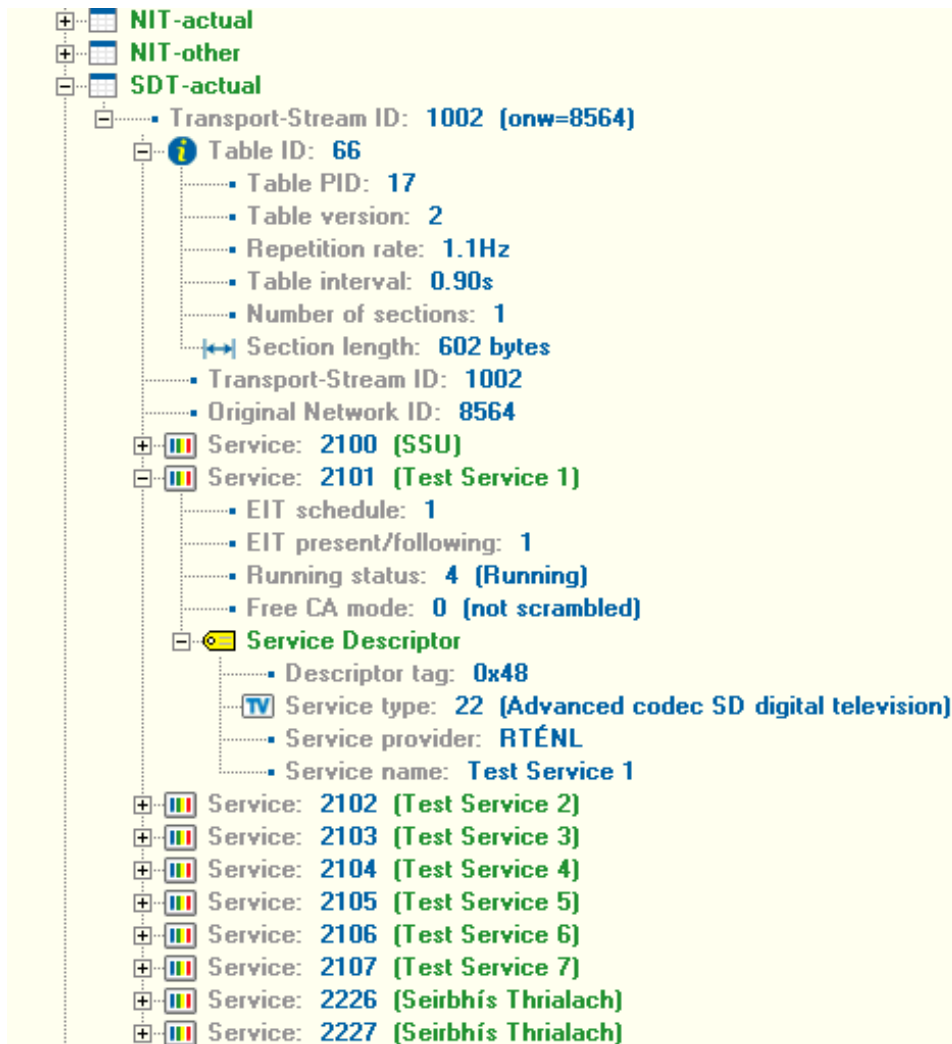 NIT-actual
NIT-other
SDT-actual
Transport-Stream ID: 1002 (onw=8564)
Table ID: 66
Table PID: 17
Table version: 2
Repetition rate: 1.1Hz
Table interval: 0.90s
Number of sections: 1
Section length: 602 bytes
Transport-Stream ID: 1002
Original Network ID: 8564
Service: 2100 (SSU)
Service: 2101 (Test Service 1)
EIT schedule: 1
EIT present/following: 1
Running status: 4 (Running)
Free CA mode: 0 (not scrambled)
Service Descriptor
Descriptor tag: 0x48
TV Service type: 22 (Advanced codec SD digital television)
Service provider: RTÉNL
Service name: Test Service 1
Service: 2102 (Test Service 2)
Service: 2103 (Test Service 3)
Service: 2104 (Test Service 4)
Service: 2105 (Test Service 5)
Service: 2106 (Test Service 6)
Service: 2107 (Test Service 7)
Service: 2226 (Seirbhís Thrialach)
Service: 2227 (Seirbhís Thrialach)